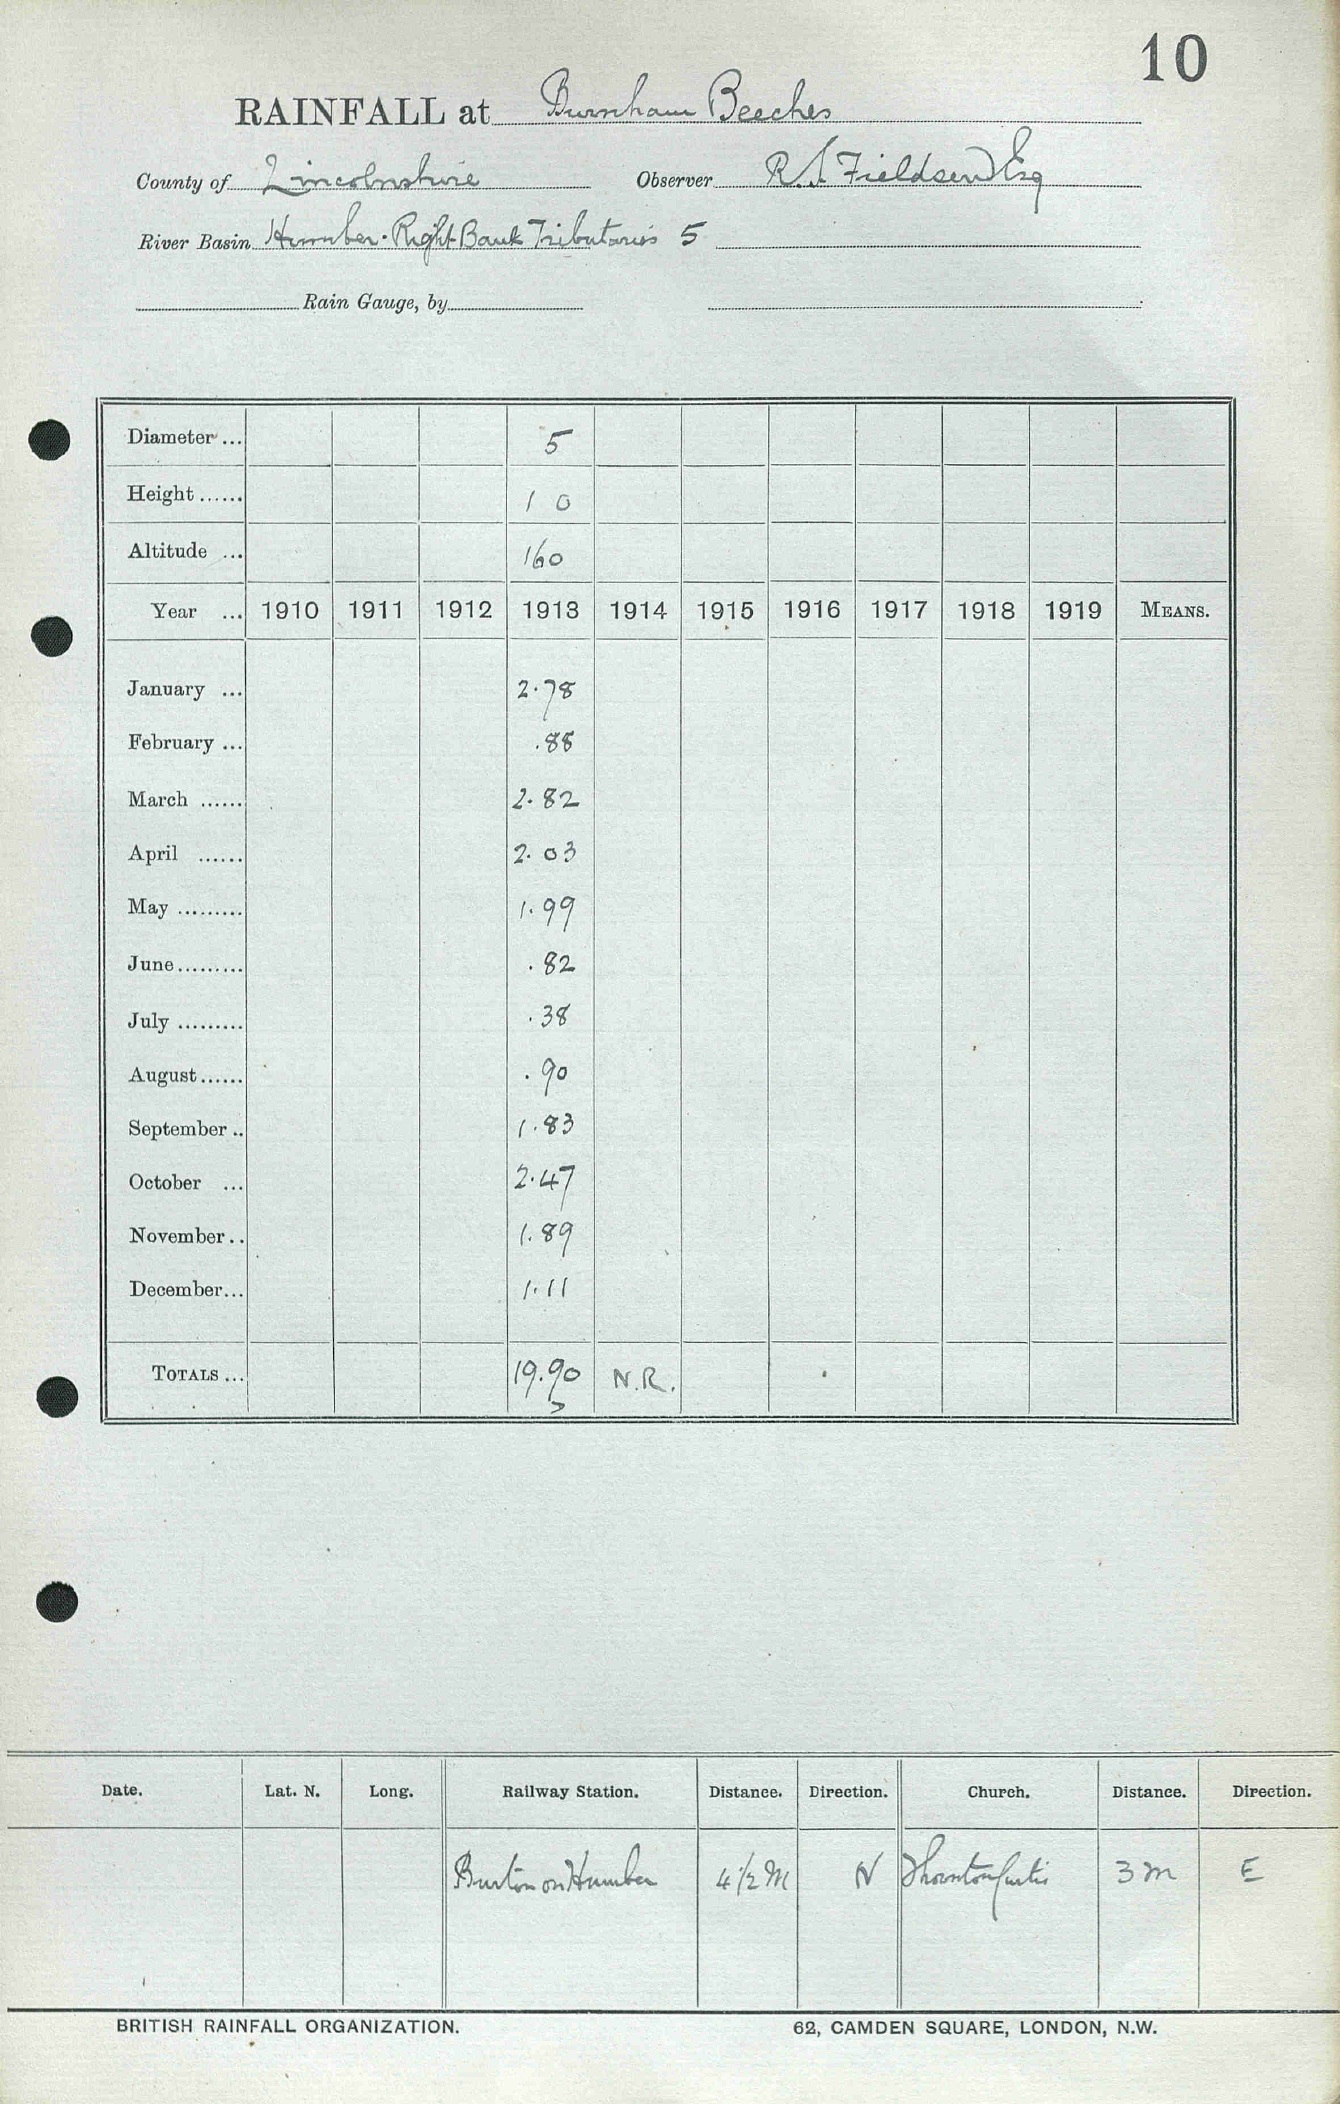 10
RAINFALL at Burnham Beeches
County of Lincolnshire Observer R. S. Fieldsend Esq
River Basin Humber. Right Bank Tributaries 5
Rain Gauge, by
Diameter ... 5
Height ...... 1 0
Altitude ... 160
Year ... 1910 1911 1912 1913 1914 1915 1916 1917 1918 1919 MEANS.
January ... 2.78
February ... .88
March ...... 2.82
April ...... 2.03
May ......... 1.99
June ......... .82
July ......... .38
August ...... .90
September .. 1.83
October ... 2.47
November .. 1.89
December ... 1.11
TOTALS ... 19.90 N.R.
Date. Lat. N. Long. Railway Station. Distance. Direction. Church. Distance. Direction.
Burton on Humber 4 1/2 M N Thornton Curtis 3 m E
BRITISH RAINFALL ORGANIZATION. 62, CAMDEN SQUARE, LONDON, N.W.